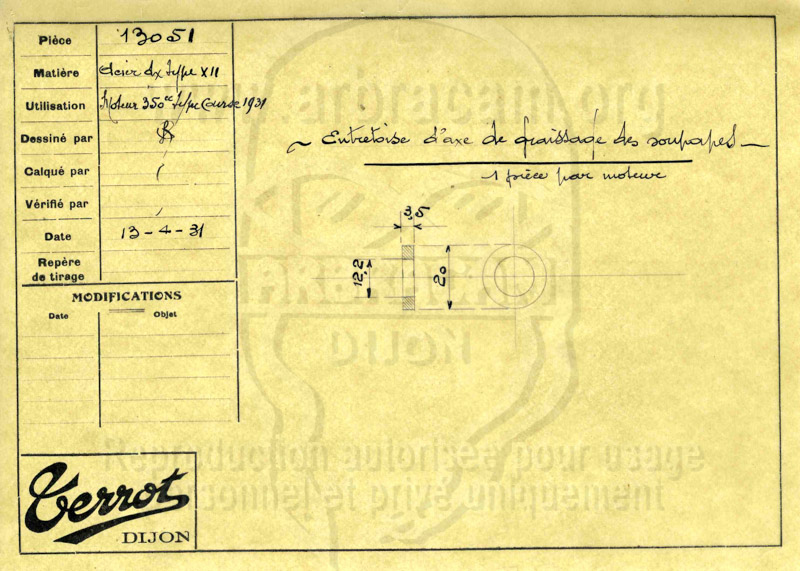 Pièce 13051
Matière Acier dx type XII
Utilisation Moteur 350cc Type Course 1931
Dessiné par
Calqué par
Vérifié par
Date 13-4-31
Repère
de tirage
MODIFICATIONS
Date Objet
~ Entretoise d'axe de graissage des soupapes ~
1 pièce par moteur
3,5
12,2
20
www.arbracam.org
ARBRACAM
DIJON
Reproduction autorisée pour usage
personnel et privé uniquement
Terrot
DIJON